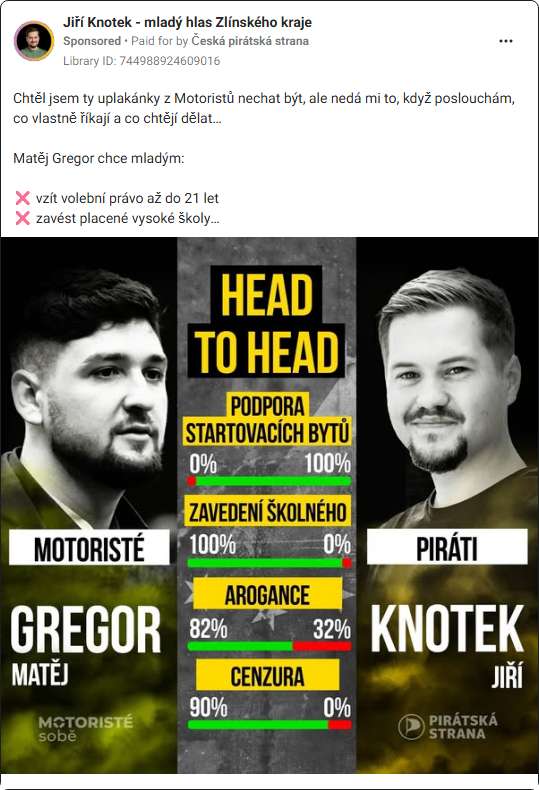 Jiří Knotek - mladý hlas Zlínského kraje
Sponsored • Paid for by Česká pirátská strana
Library ID: 744988924609016
Chtěl jsem ty uplakánky z Motoristů nechat být, ale nedá mi to, když poslouchám,
co vlastně říkají a co chtějí dělat...
Matěj Gregor chce mladým:
❌ vzít volební právo až do 21 let
❌ zavést placené vysoké školy...
HEAD
TO HEAD
PODPORA
STARTOVACÍCH BYTŮ
0% 100%
ZAVEDENÍ ŠKOLNÉHO
100% 0%
AROGANCE
82% 32%
CENZURA
90% 0%
MOTORISTÉ
GREGOR
MATĚJ
MOTORISTÉ
sobě
PIRÁTI
KNOTEK
JIŘÍ
PIRÁTSKÁ
STRANA